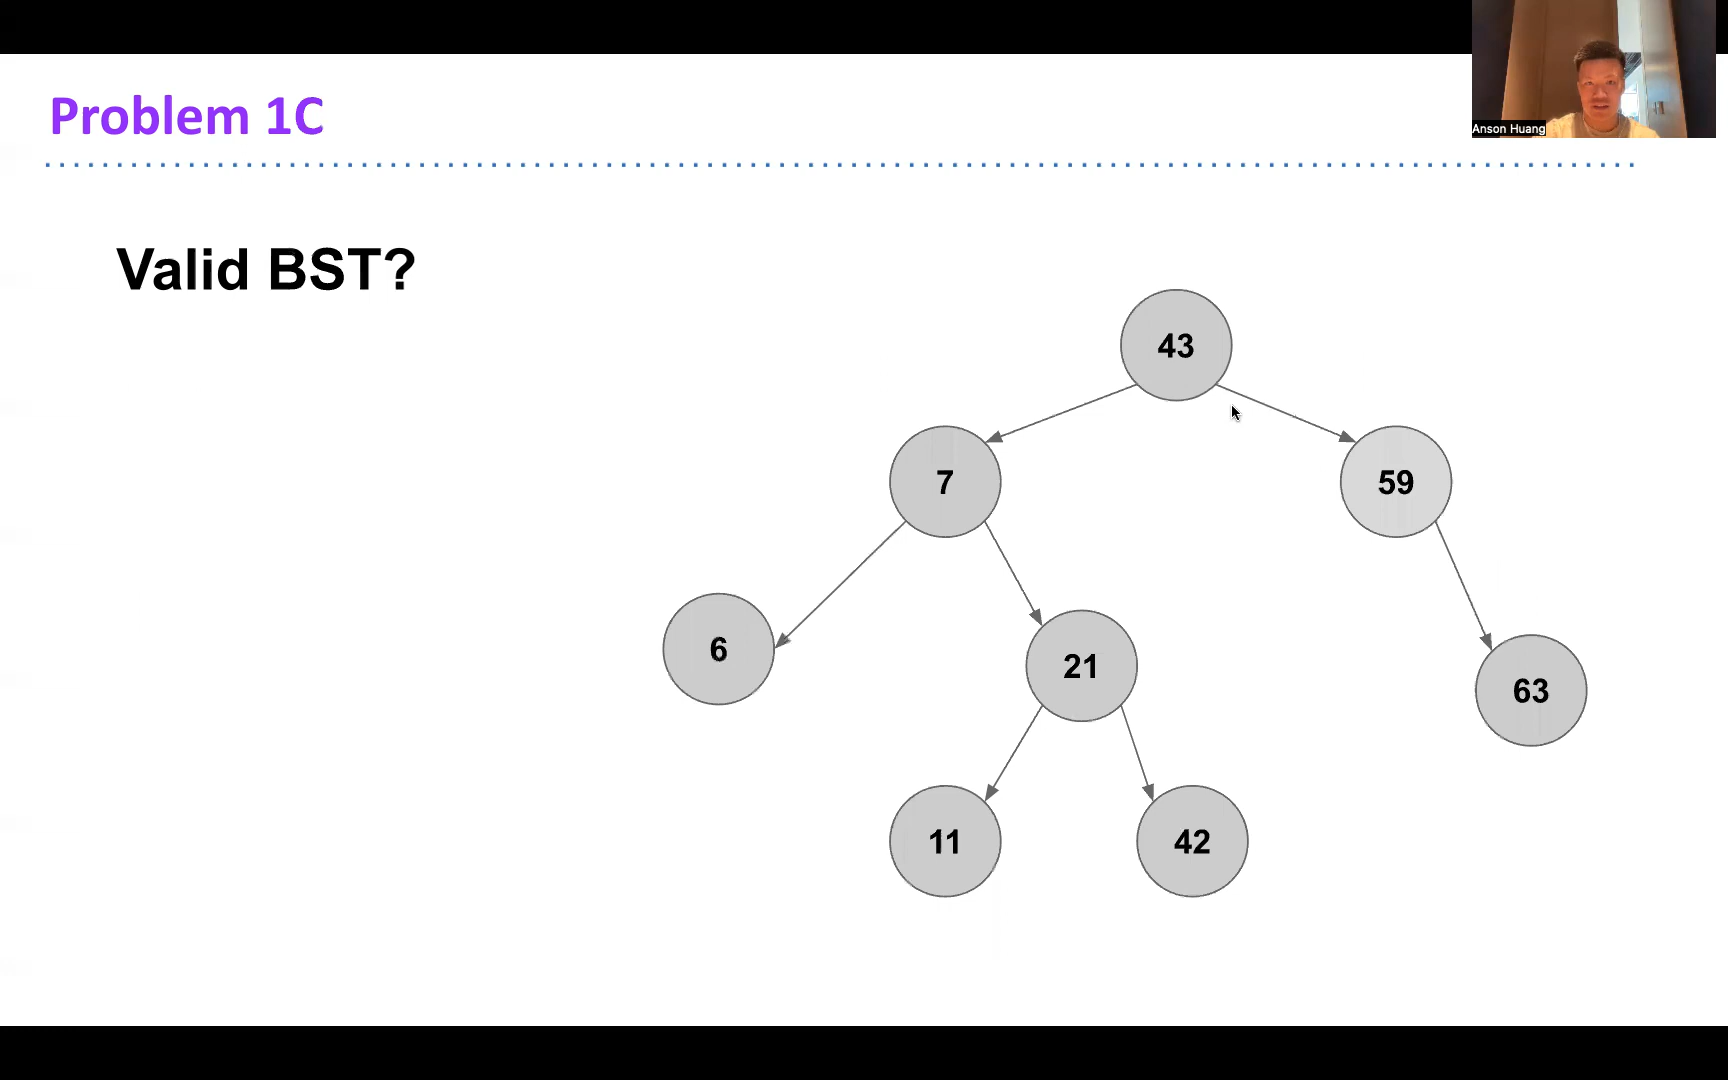 Problem 1C
Anson Huang
Valid BST?
43
7
59
6
21
63
11
42